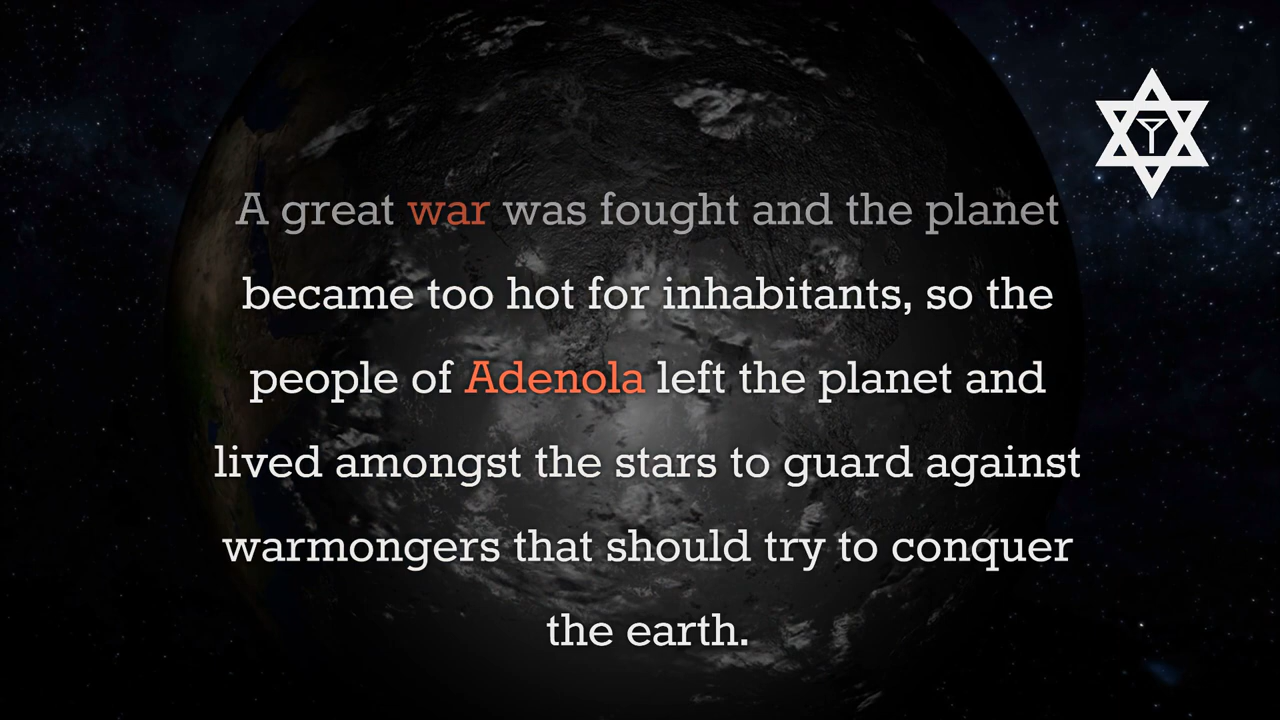 A great war was fought and the planet
became too hot for inhabitants, so the
people of Adenola left the planet and
lived amongst the stars to guard against
warmongers that should try to conquer
the earth.